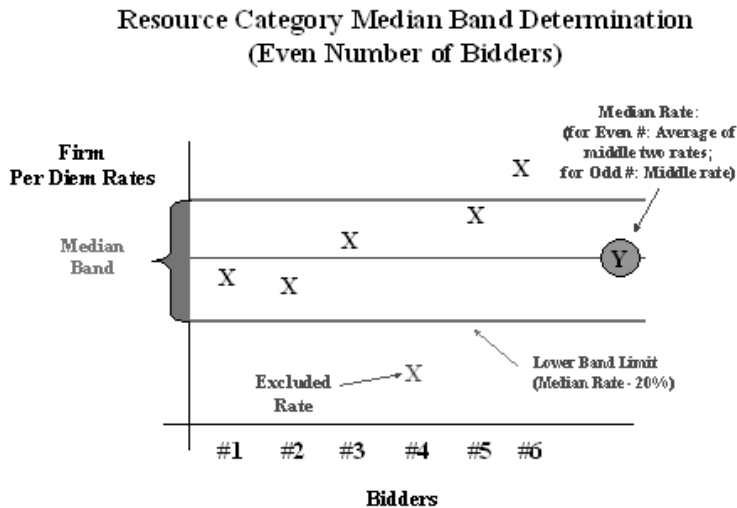 Resource Category Median Band Determination
(Even Number of Bidders)
Median Rate:
(for Even #: Average of
middle two rates;
for Odd #: Middle rate)
Firm
Per Diem Rates
X
X
X
Median
Band
Y
X
X
Lower Band Limit
(Median Rate - 20%)
Excluded
Rate
X
#1 #2 #3 #4 #5 #6
Bidders